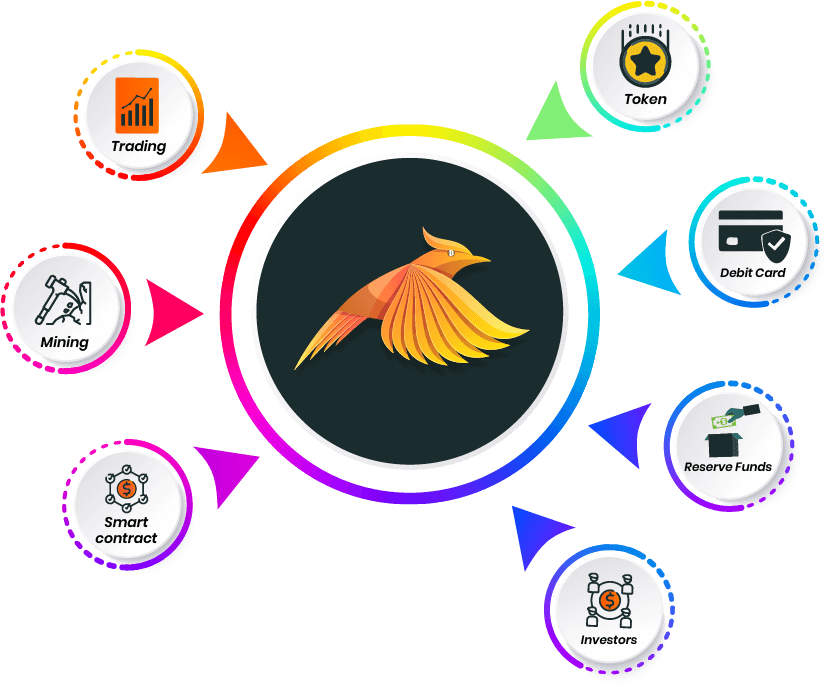 Token
Trading
Debit Card
Mining
Reserve Funds
Smart
contract
Investors